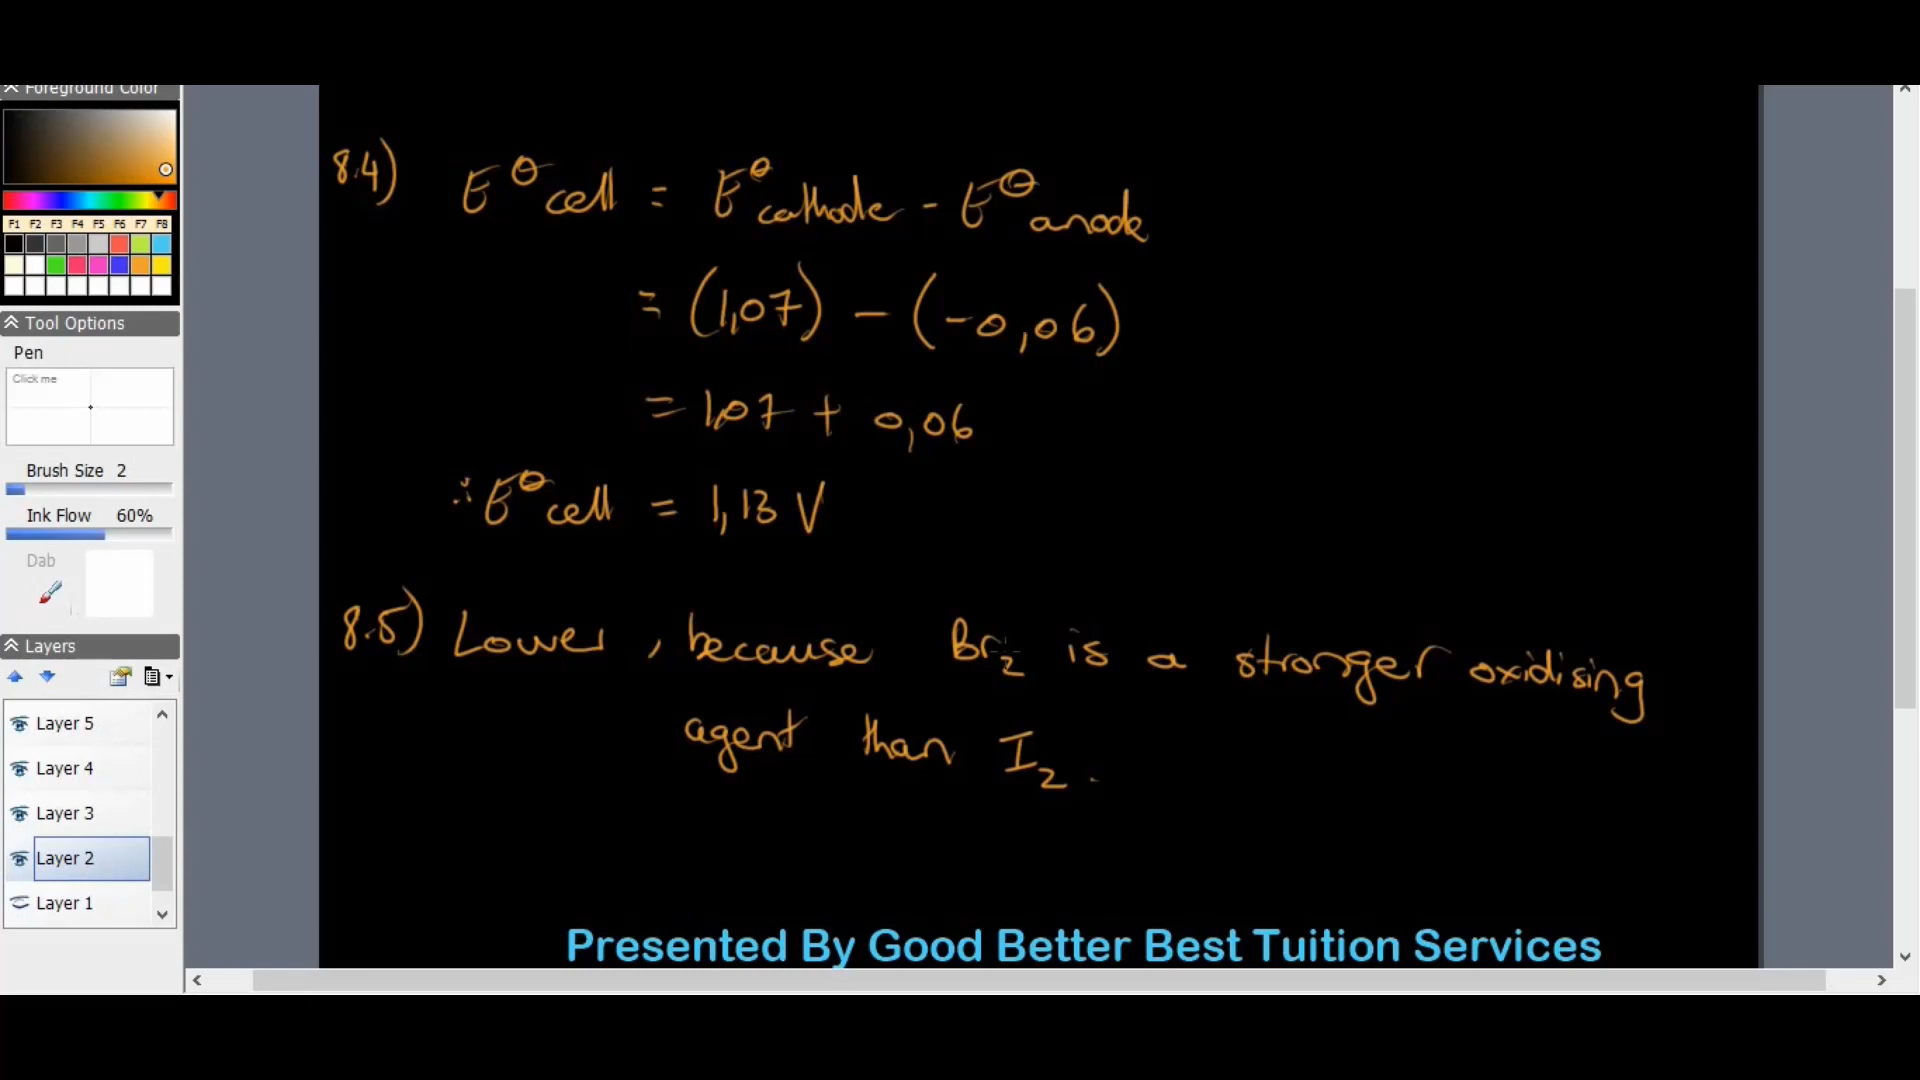 Foreground Color
F1 F2 F3 F4 F5 F6 F7 F8
Tool Options
Pen
Click me
Brush Size 2
Ink Flow 60%
Dab
Layers
Layer 5
Layer 4
Layer 3
Layer 2
Layer 1
8.4) E⊖cell = E⊖cathode - E⊖anode
= (1,07) - (-0,06)
= 1,07 + 0,06
∴ E⊖cell = 1,13 V
8.5) Lower, because Br₂ is a stronger oxidising
agent than I₂.
Presented By Good Better Best Tuition Services